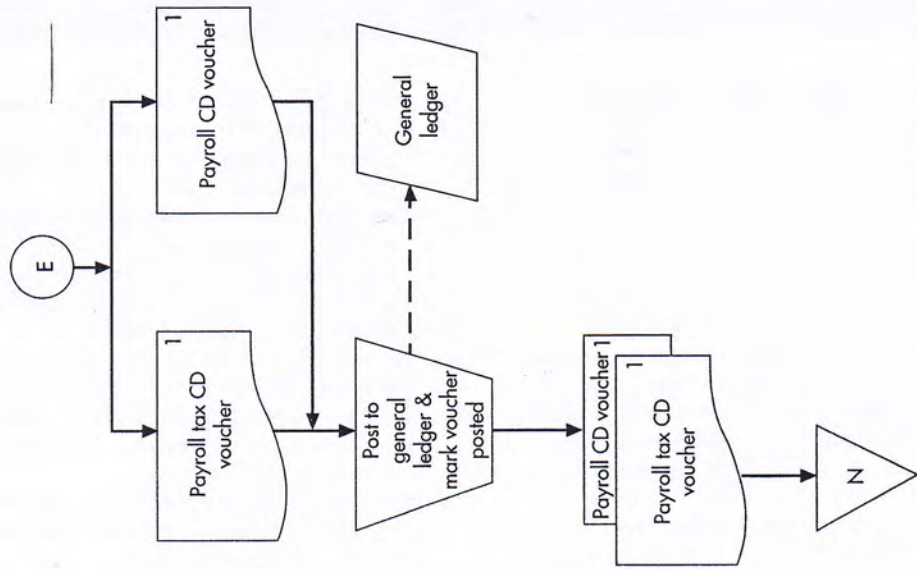 E
1
Payroll tax CD
voucher
1
Payroll CD voucher
Post to
general
ledger &
mark voucher
posted
General
ledger
Payroll CD voucher 1
1
Payroll tax CD
voucher
N